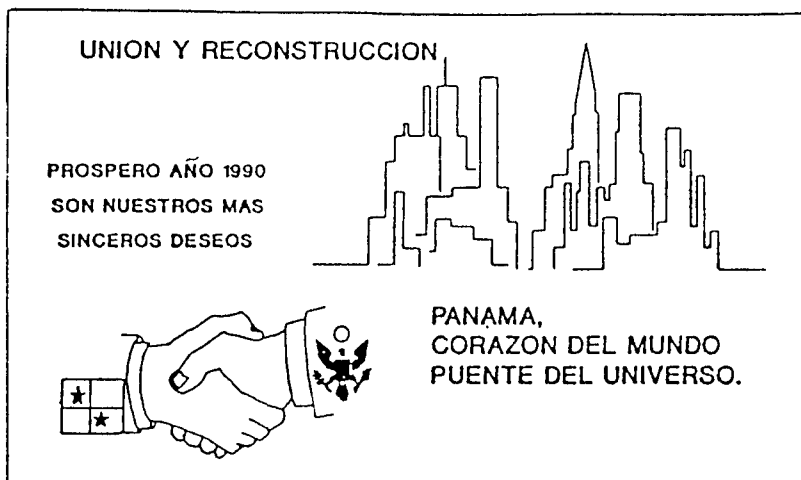 UNION Y RECONSTRUCCION
PROSPERO AÑO 1990
SON NUESTROS MAS
SINCEROS DESEOS
PANAMA,
CORAZON DEL MUNDO
PUENTE DEL UNIVERSO.